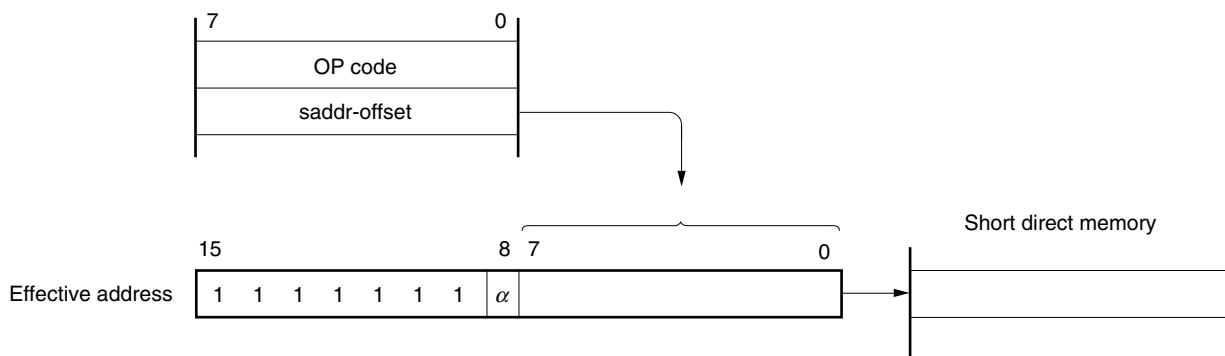 7 0
OP code
saddr-offset
Short direct memory
15 8 7 0
Effective address 1 1 1 1 1 1 1 α